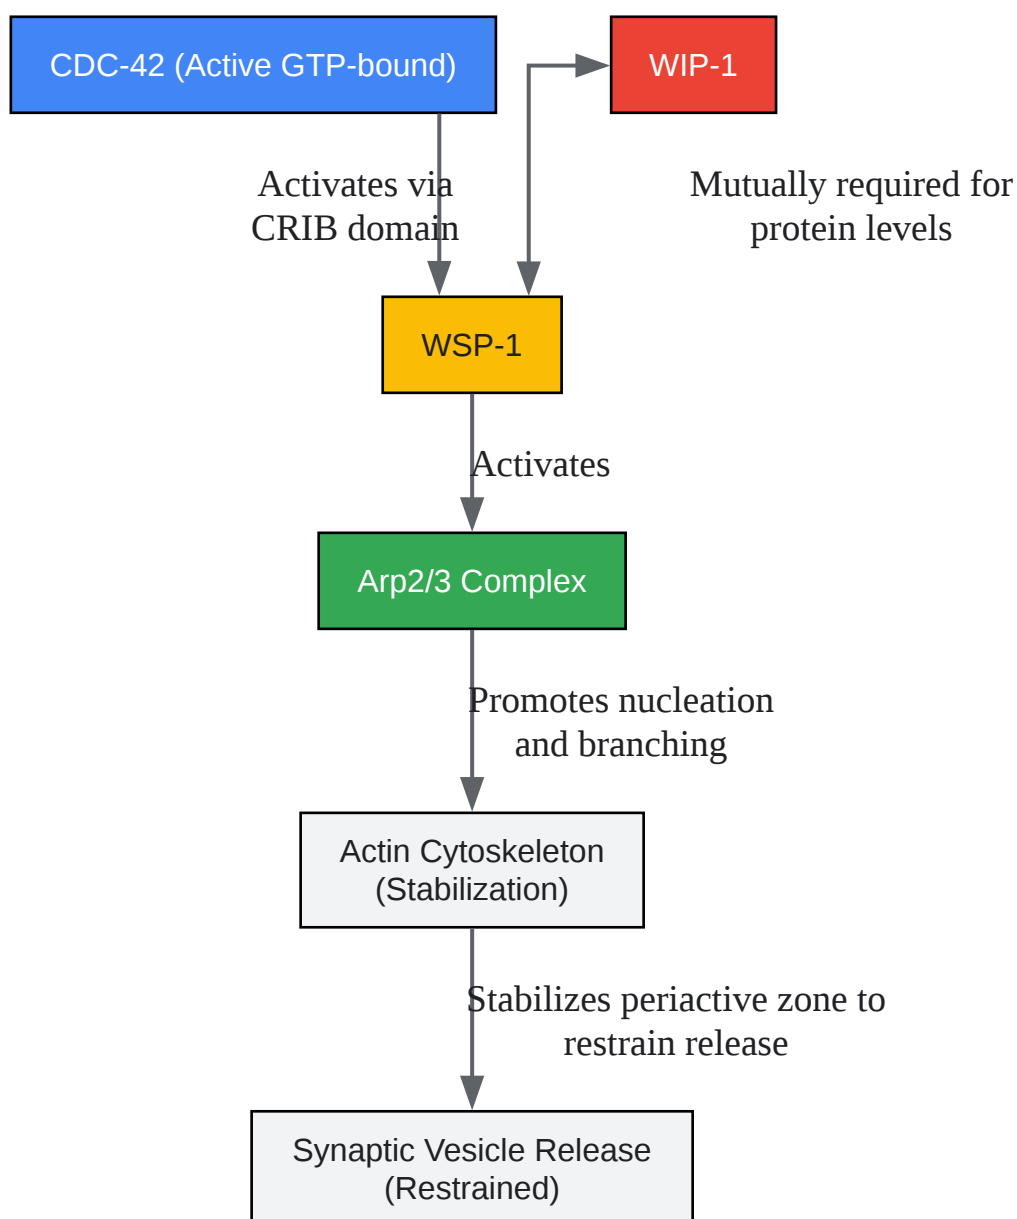 CDC-42 (Active GTP-bound)
WIP-1
Activates via
CRIB domain
Mutually required for
protein levels
WSP-1
Activates
Arp2/3 Complex
Promotes nucleation
and branching
Actin Cytoskeleton
(Stabilization)
Stabilizes periactive zone to
restrain release
Synaptic Vesicle Release
(Restrained)